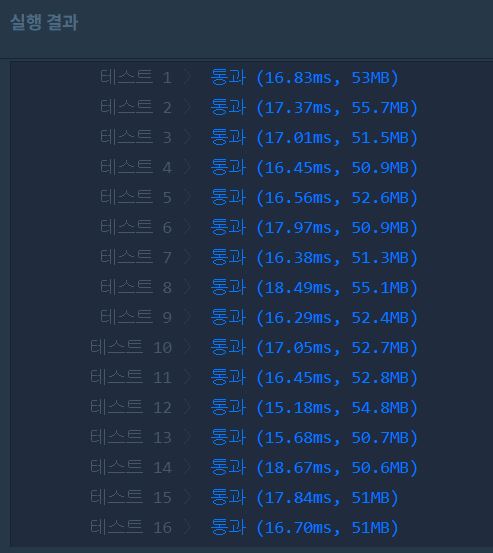 실행 결과
테스트 1 > 통과 (16.83ms, 53MB)
테스트 2 > 통과 (17.37ms, 55.7MB)
테스트 3 > 통과 (17.01ms, 51.5MB)
테스트 4 > 통과 (16.45ms, 50.9MB)
테스트 5 > 통과 (16.56ms, 52.6MB)
테스트 6 > 통과 (17.97ms, 50.9MB)
테스트 7 > 통과 (16.38ms, 51.3MB)
테스트 8 > 통과 (18.49ms, 55.1MB)
테스트 9 > 통과 (16.29ms, 52.4MB)
테스트 10 > 통과 (17.05ms, 52.7MB)
테스트 11 > 통과 (16.45ms, 52.8MB)
테스트 12 > 통과 (15.18ms, 54.8MB)
테스트 13 > 통과 (15.68ms, 50.7MB)
테스트 14 > 통과 (18.67ms, 50.6MB)
테스트 15 > 통과 (17.84ms, 51MB)
테스트 16 > 통과 (16.70ms, 51MB)